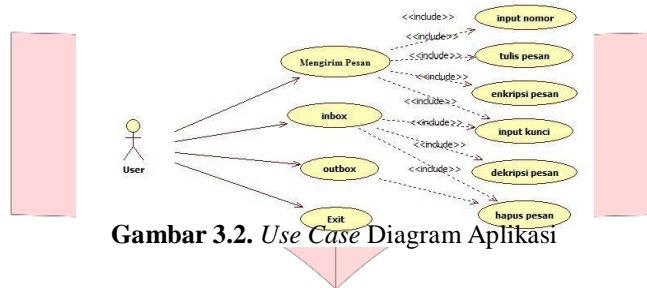 <<include>>
input nomor
<<include>>
Mengirim Pesan
<<include>>
tulis pesan
<<include>>
enkripsi pesan
inbox
<<include>>
<<include>>
input kunci
User
outbox
<<include>>
dekripsi pesan
Exit
hapus pesan
Gambar 3.2. Use Case Diagram Aplikasi